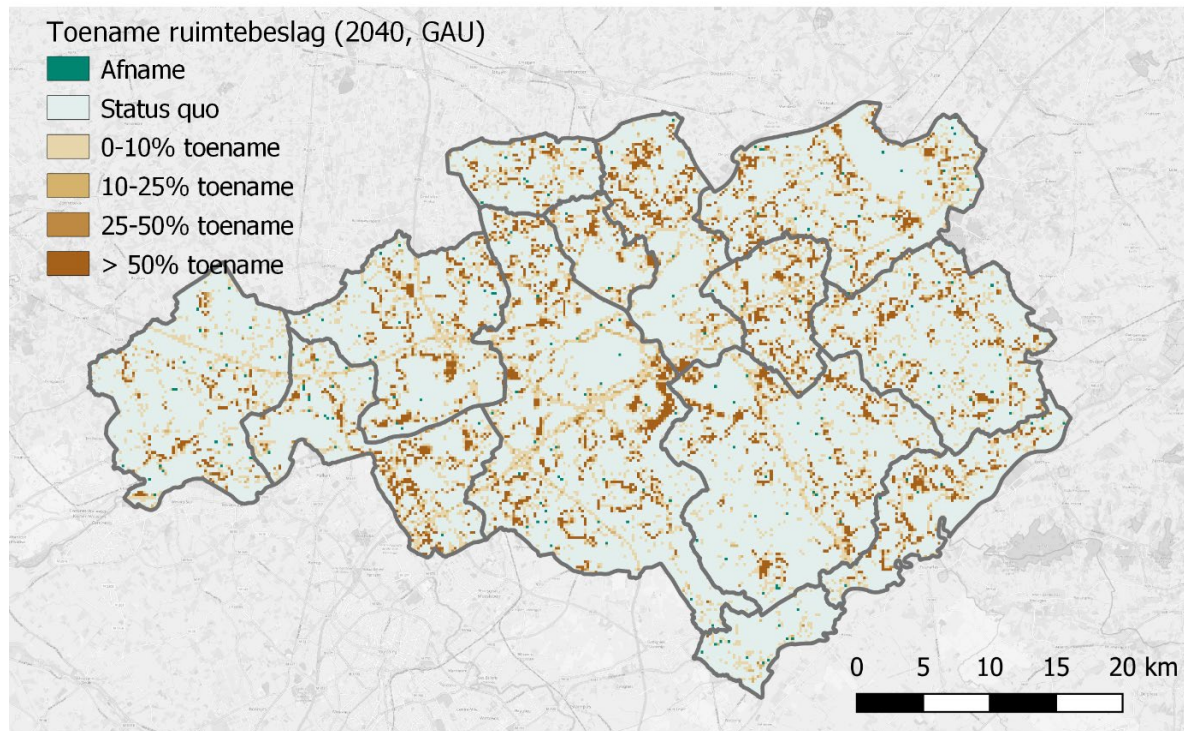 Toename ruimtebeslag (2040, GAU)
Afname
Status quo
0-10% toename
10-25% toename
25-50% toename
> 50% toename
0 5 10 15 20 km